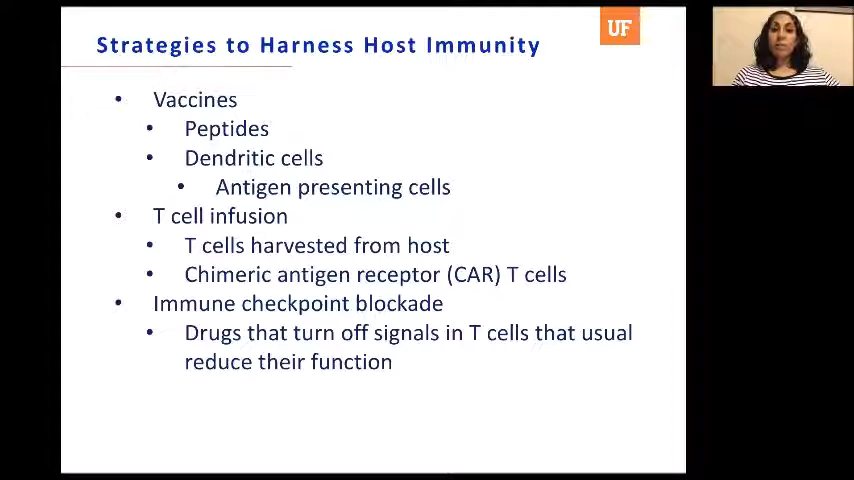 Strategies to Harness Host Immunity
UF
• Vaccines
• Peptides
• Dendritic cells
• Antigen presenting cells
• T cell infusion
• T cells harvested from host
• Chimeric antigen receptor (CAR) T cells
• Immune checkpoint blockade
• Drugs that turn off signals in T cells that usual
reduce their function